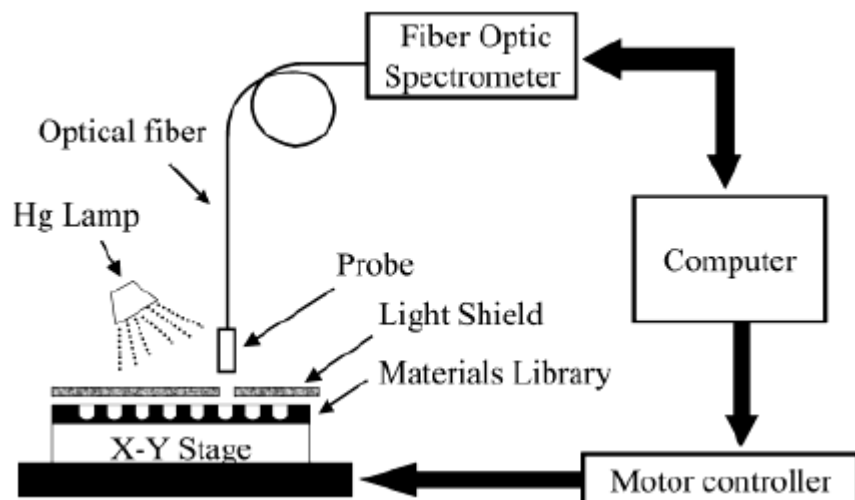 Fiber Optic
Spectrometer
Optical fiber
Hg Lamp
Probe
Computer
Light Shield
Materials Library
X-Y Stage
Motor controller